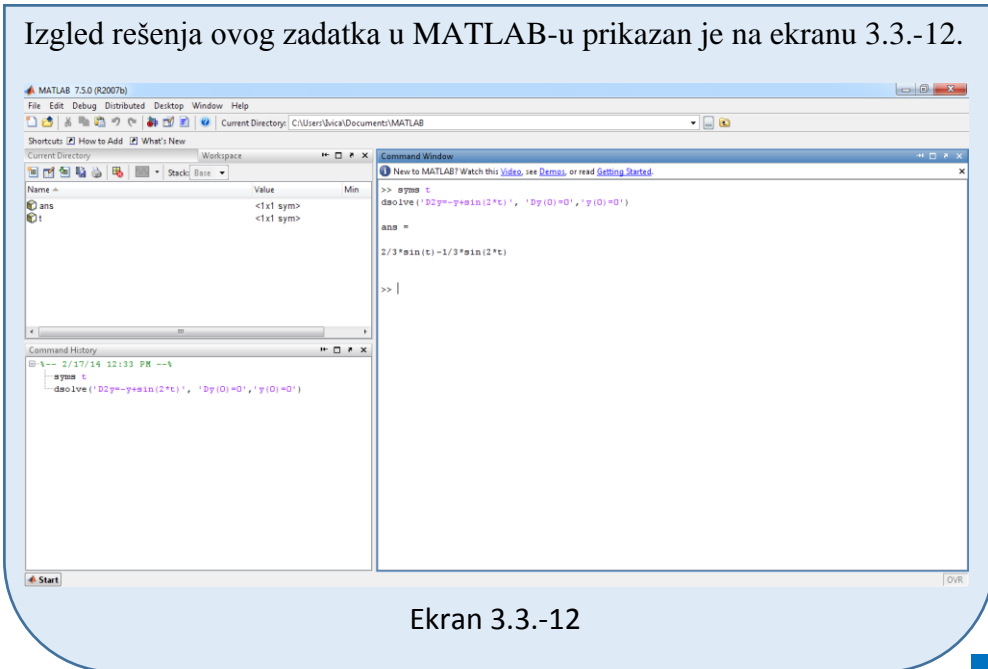 Izgled rešenja ovog zadatka u MATLAB-u prikazan je na ekranu 3.3.-12.
MATLAB 7.5.0 (R2007b)
File Edit Debug Distributed Desktop Window Help
Current Directory: C:\Users\Ivica\Documents\MATLAB
Shortcuts How to Add What's New
Current Directory Workspace
Stack: Base
Name Value Min
ans <1x1 sym>
t <1x1 sym>
Command History
%-- 2/17/14 12:33 PM --%
syms t
dsolve('D2y=-y+sin(2*t)', 'Dy(0)=0','y(0)=0')
Command Window
New to MATLAB? Watch this Video, see Demos, or read Getting Started.
>> syms t
dsolve('D2y=-y+sin(2*t)', 'Dy(0)=0','y(0)=0')
ans =
2/3*sin(t)-1/3*sin(2*t)
>>
Start
OVR
Ekran 3.3.-12